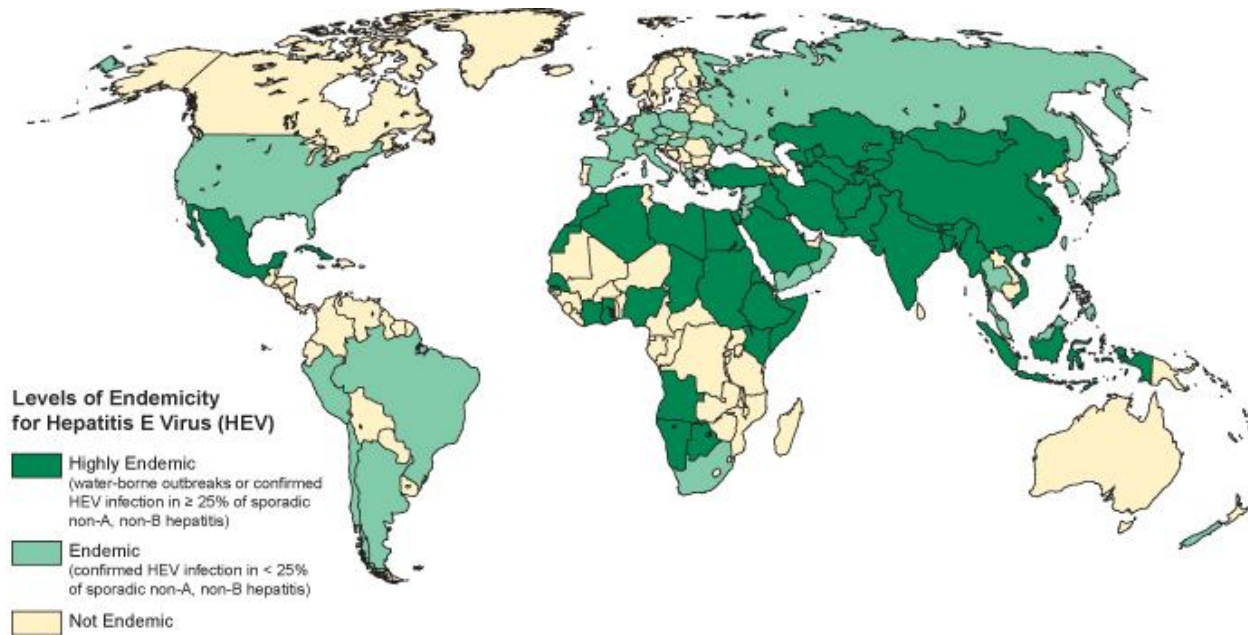 Levels of Endemicity
for Hepatitis E Virus (HEV)
Highly Endemic
(water-borne outbreaks or confirmed
HEV infection in ≥ 25% of sporadic
non-A, non-B hepatitis)
Endemic
(confirmed HEV infection in < 25%
of sporadic non-A, non-B hepatitis)
Not Endemic